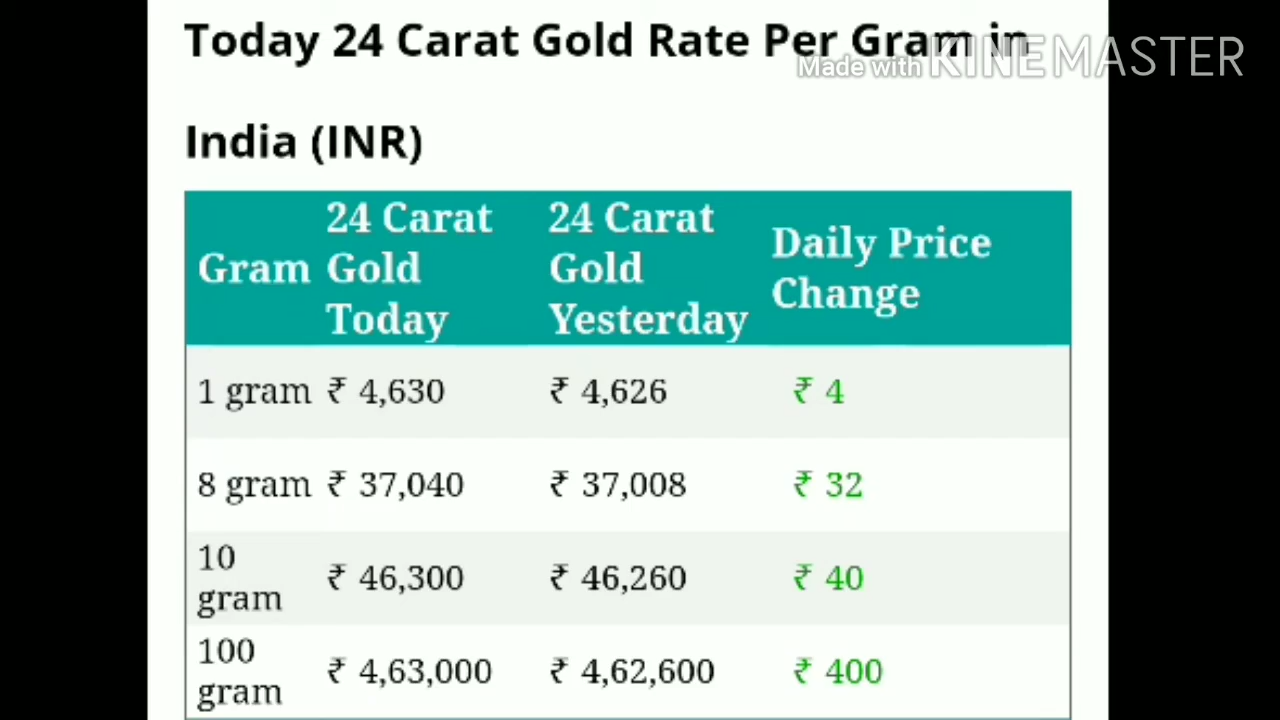 Today 24 Carat Gold Rate Per Gram in
Made with KINEMASTER
India (INR)
Gram 24 Carat Gold Today 24 Carat Gold Yesterday Daily Price Change
1 gram ₹ 4,630 ₹ 4,626 ₹ 4
8 gram ₹ 37,040 ₹ 37,008 ₹ 32
10 gram ₹ 46,300 ₹ 46,260 ₹ 40
100 gram ₹ 4,63,000 ₹ 4,62,600 ₹ 400